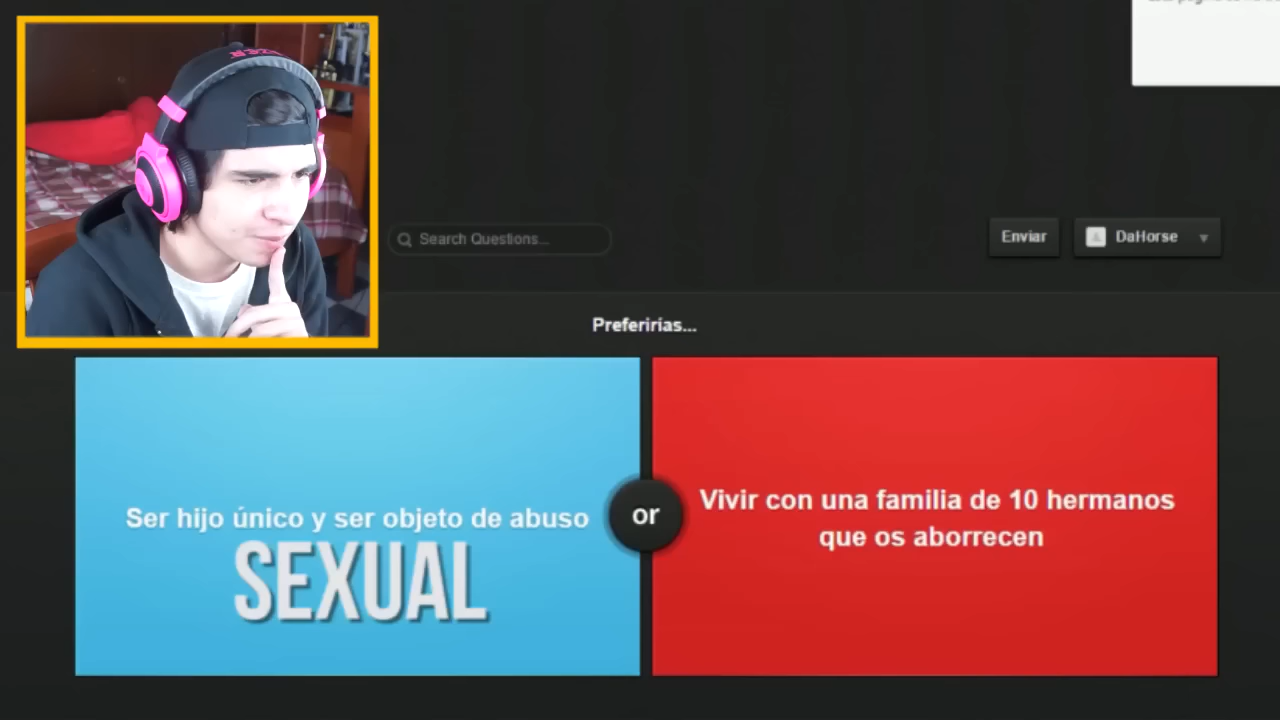 Search Questions...
Enviar
DaHorse
Preferirías...
Ser hijo único y ser objeto de abuso
SEXUAL
or
Vivir con una familia de 10 hermanos
que os aborrecen